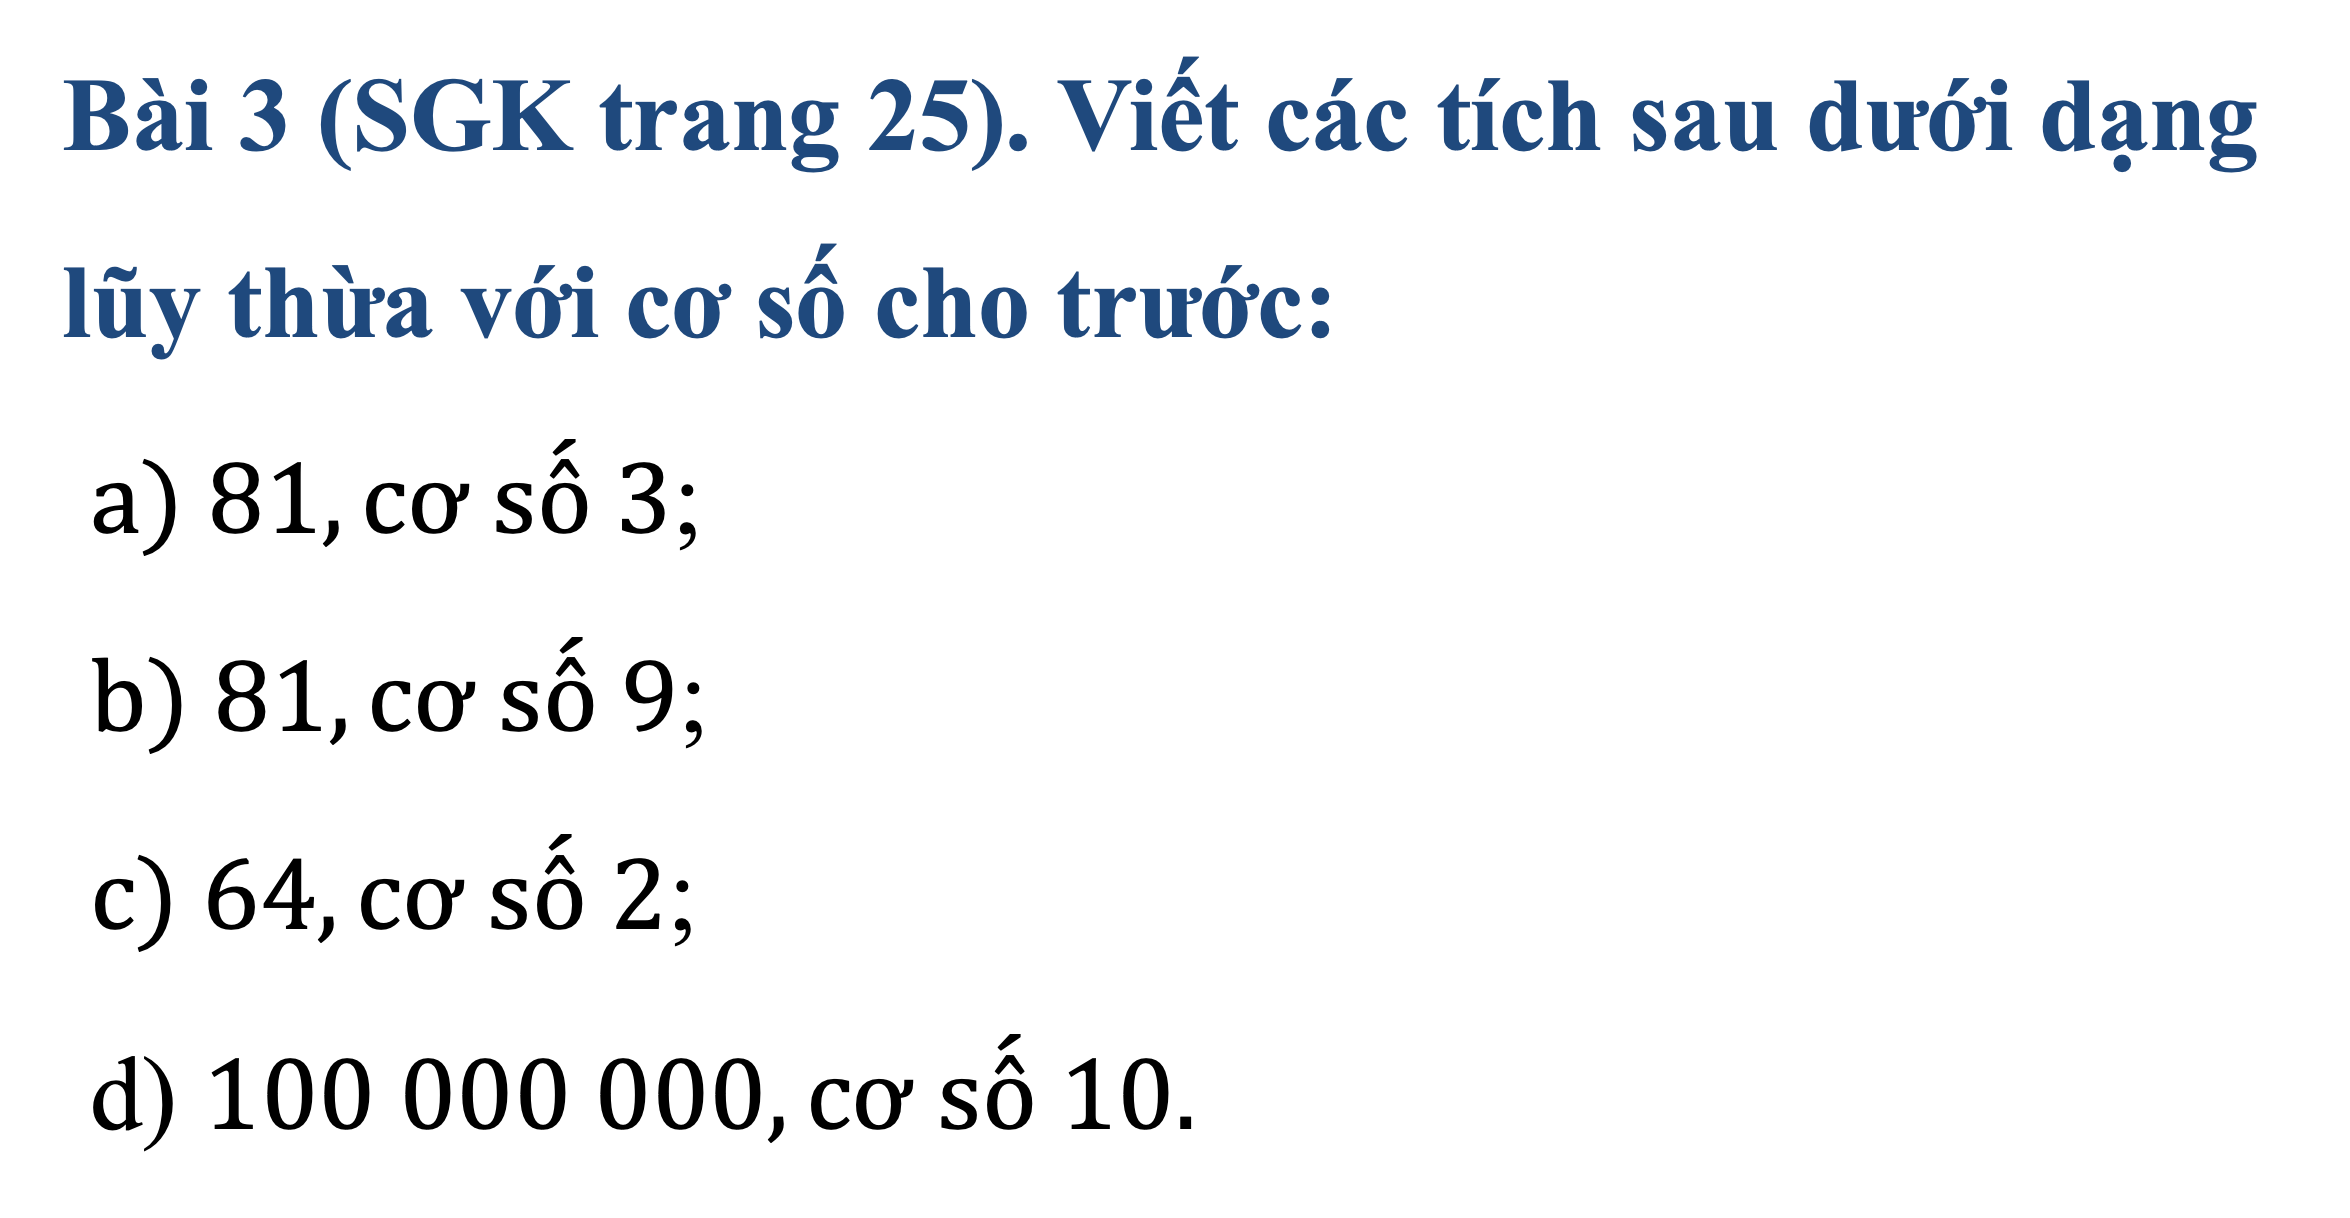 Bài 3 (SGK trang 25). Viết các tích sau dưới dạng
lũy thừa với cơ số cho trước:
a) 81, cơ số 3;
b) 81, cơ số 9;
c) 64, cơ số 2;
d) 100 000 000, cơ số 10.